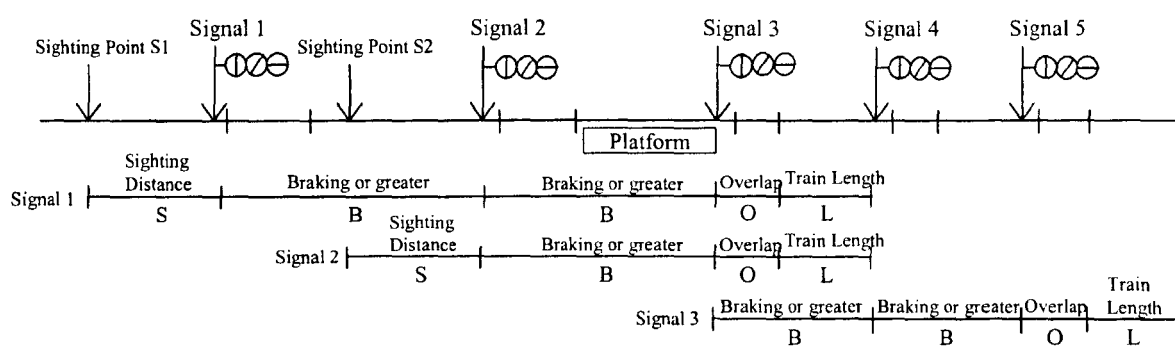 Signal 1
Signal 2
Signal 3
Signal 4
Signal 5
Sighting Point S1
Sighting Point S2
Platform
Sighting
Distance
Braking or greater
Braking or greater
Overlap
Train Length
Signal 1
S
B
B
O
L
Sighting
Distance
Braking or greater
Overlap
Train Length
Signal 2
S
B
O
L
Train
Length
Braking or greater
Braking or greater
Overlap
Signal 3
B
B
O
L